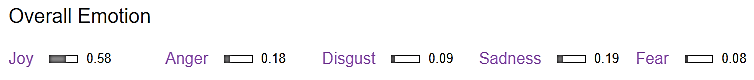 Overall Emotion
Joy 0.58 Anger 0.18 Disgust 0.09 Sadness 0.19 Fear 0.08